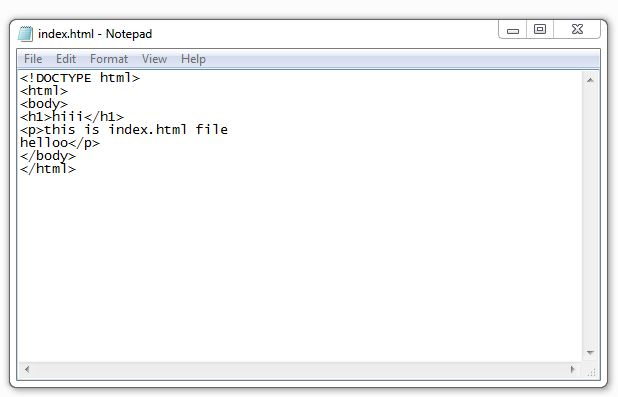 index.html - Notepad
File Edit Format View Help
<!DOCTYPE html>
<html>
<body>
<h1>hiii</h1>
<p>this is index.html file
helloo</p>
</body>
</html>